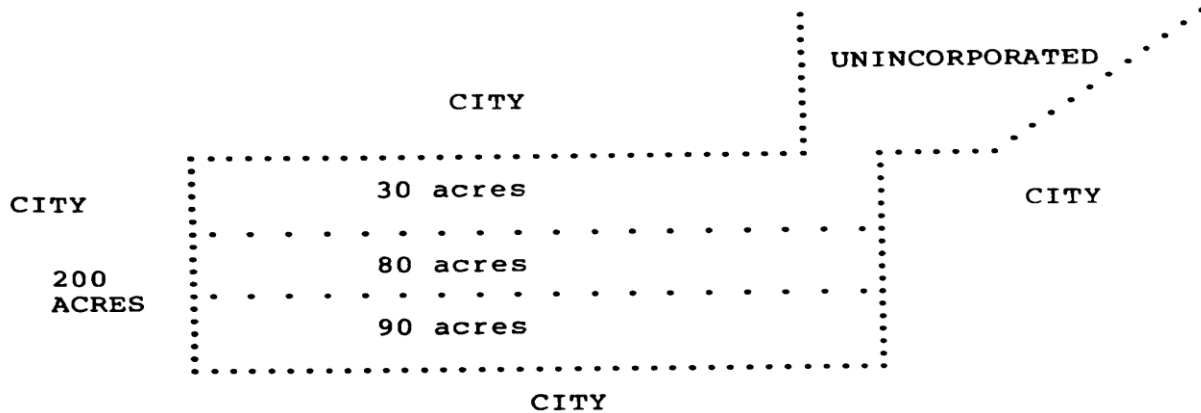 UNINCORPORATED
CITY
30 acres
CITY
CITY
80 acres
200
ACRES
90 acres
CITY